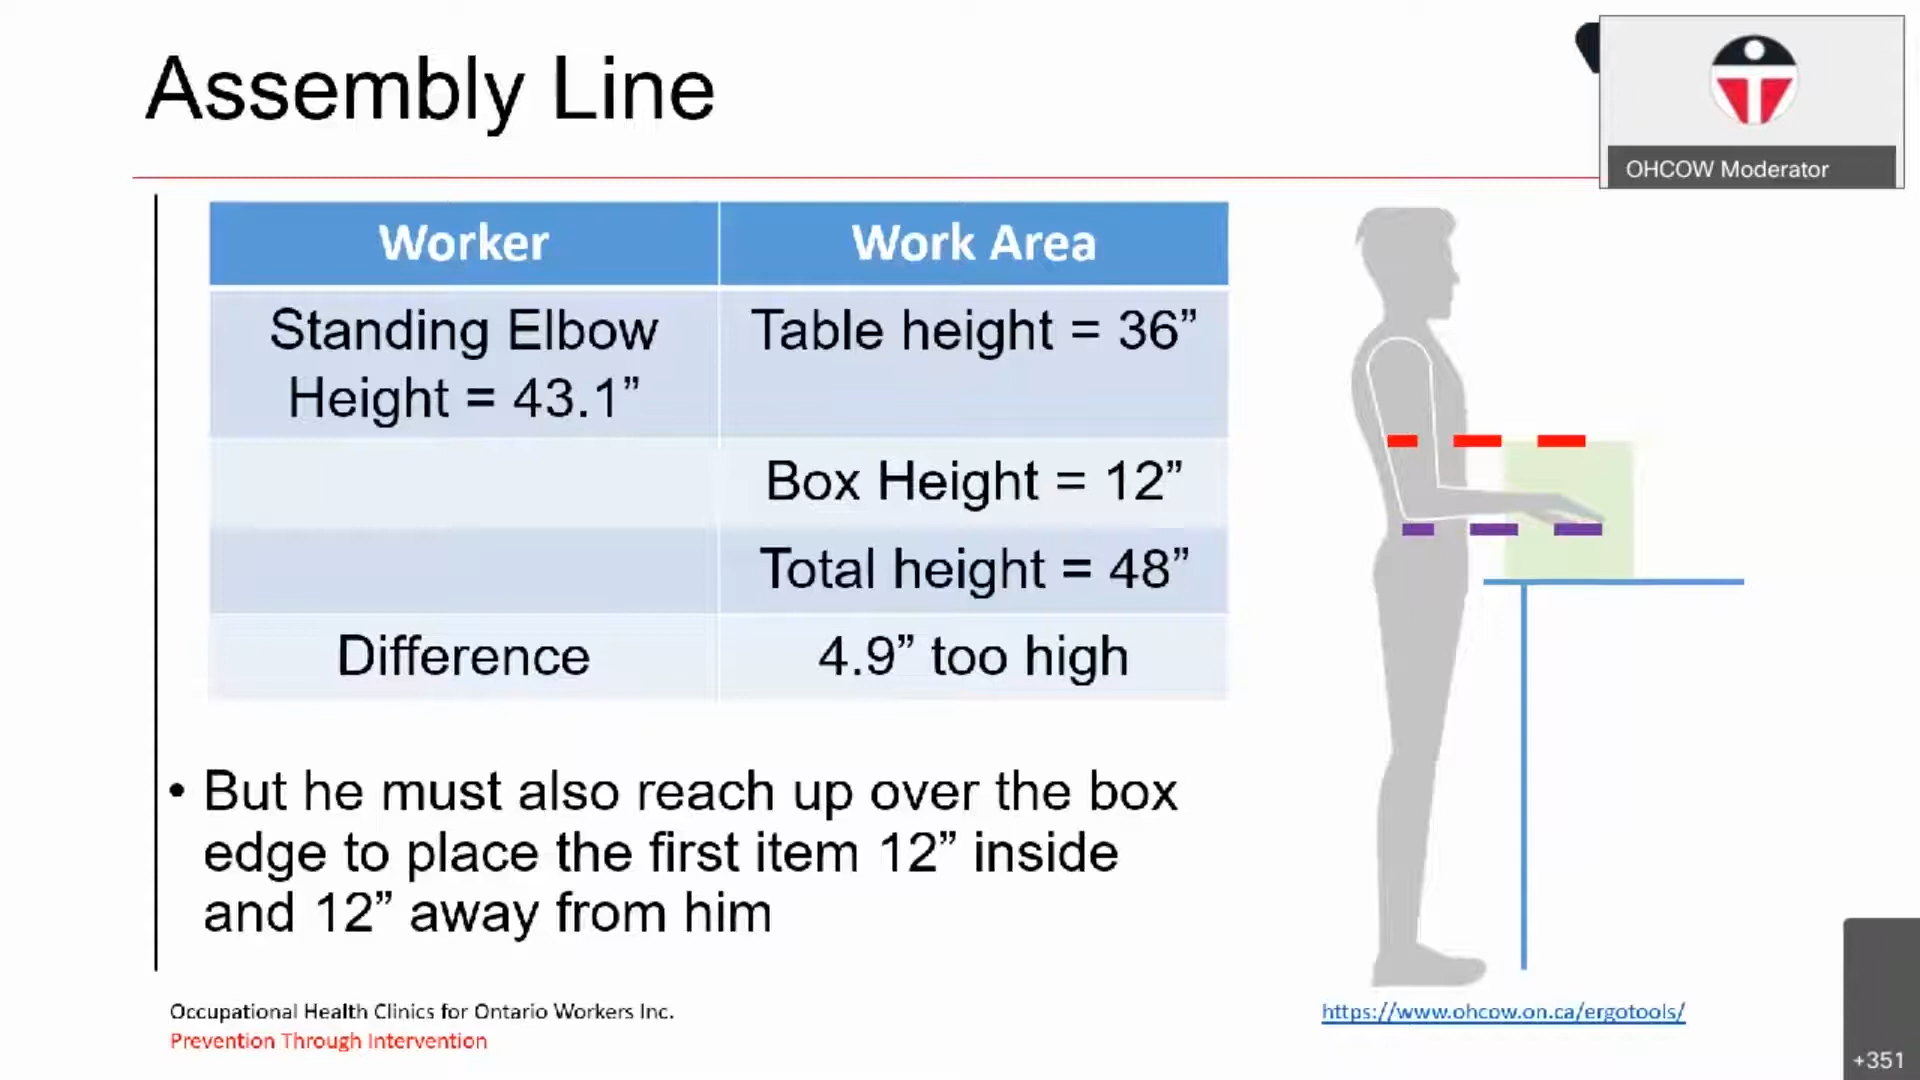 Assembly Line
OHCOW Moderator
Worker
Work Area
Standing Elbow
Height = 43.1”
Table height = 36”
Box Height = 12”
Total height = 48”
Difference
4.9” too high
• But he must also reach up over the box
edge to place the first item 12” inside
and 12” away from him
Occupational Health Clinics for Ontario Workers Inc.
Prevention Through Intervention
https://www.ohcow.on.ca/ergotools/
+351